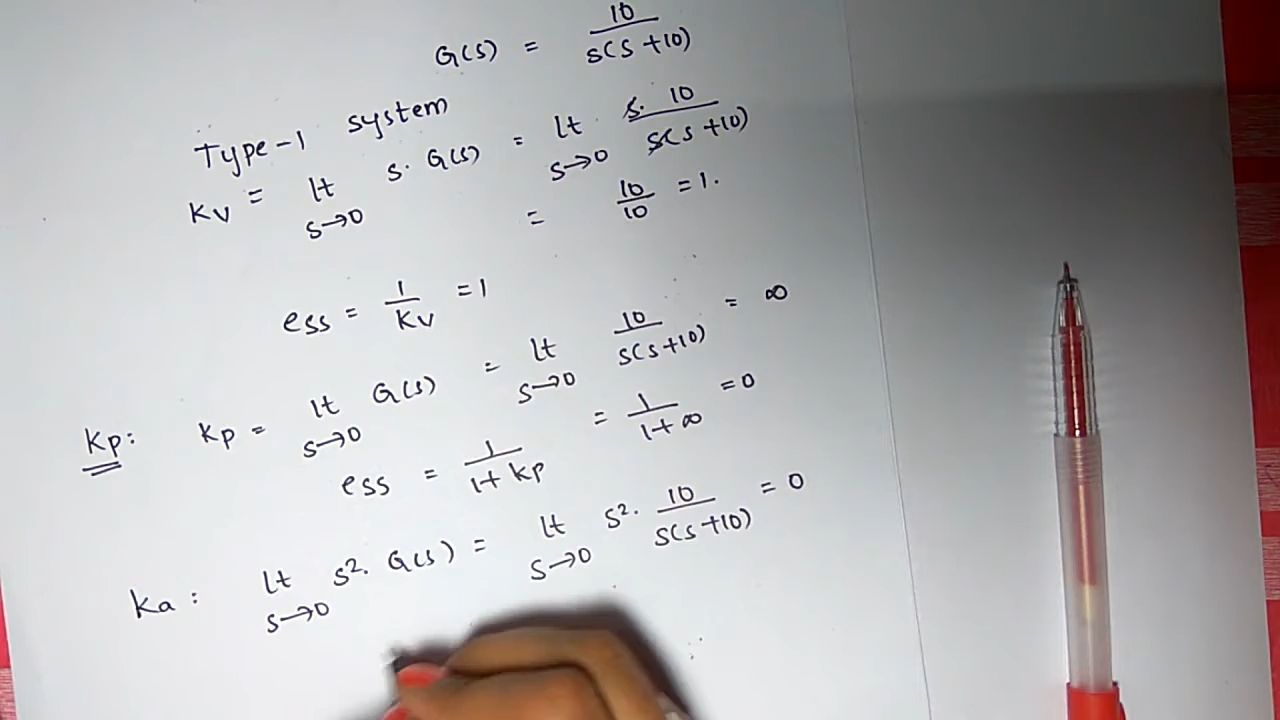 G(s) = 10 / s(s+10)
Type-1 system
Kv = lt s→0 s. G(s) = lt s→0 s. 10 / s(s+10)
= 10/10 = 1.
ess = 1/Kv = 1
Kp: Kp = lt s→0 G(s) = lt s→0 10 / s(s+10) = ∞
ess = 1 / 1+Kp = 1 / 1+∞ = 0
Ka: lt s→0 s². G(s) = lt s→0 s². 10 / s(s+10) = 0